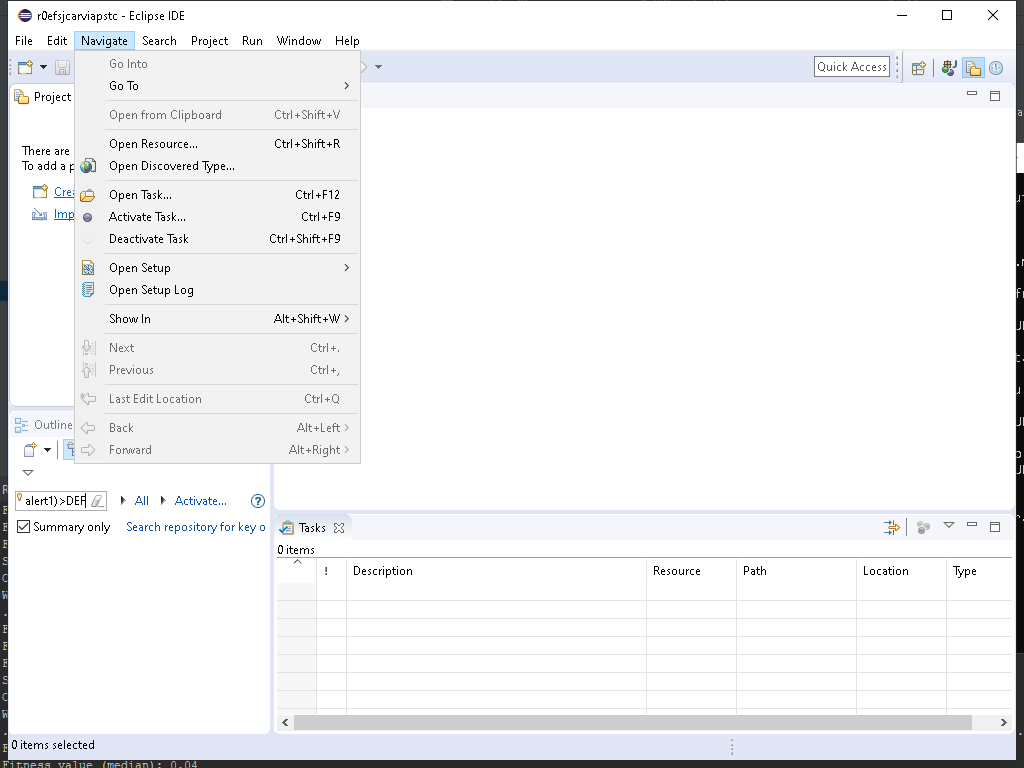 r0efsjcarviapstc - Eclipse IDE
File Edit Navigate Search Project Run Window Help
Quick Access
Project
There are
To add a p
Crea
Imp
Go Into
Go To
Open from Clipboard Ctrl+Shift+V
Open Resource... Ctrl+Shift+R
Open Discovered Type...
Open Task... Ctrl+F12
Activate Task... Ctrl+F9
Deactivate Task Ctrl+Shift+F9
Open Setup
Open Setup Log
Show In Alt+Shift+W
Next Ctrl+.
Previous Ctrl+,
Last Edit Location Ctrl+Q
Back Alt+Left
Forward Alt+Right
Outline
alert1)>DEF All Activate...
Summary only Search repository for key o
Tasks
0 items
! Description Resource Path Location Type
0 items selected
Fitness value (median): 0.04